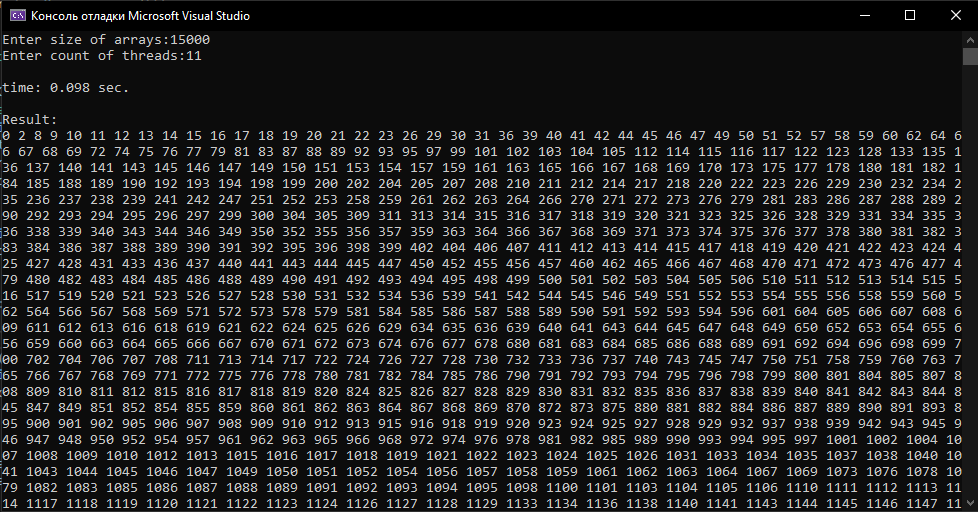 Консоль отладки Microsoft Visual Studio
Enter size of arrays:15000
Enter count of threads:11
time: 0.098 sec.
Result:
0 2 8 9 10 11 12 13 14 15 16 17 18 19 20 21 22 23 26 29 30 31 36 39 40 41 42 44 45 46 47 49 50 51 52 57 58 59 60 62 64 6
6 67 68 69 72 74 75 76 77 79 81 83 87 88 89 92 93 95 97 99 101 102 103 104 105 112 114 115 116 117 122 123 128 133 135 1
36 137 140 141 143 145 146 147 149 150 151 153 154 157 159 161 163 165 166 167 168 169 170 173 175 177 178 180 181 182 1
84 185 188 189 190 192 193 194 198 199 200 202 204 205 207 208 210 211 212 214 217 218 220 222 223 226 229 230 232 234 2
35 236 237 238 239 241 242 247 251 252 253 258 259 261 262 263 264 266 270 271 272 273 276 279 281 283 286 287 288 289 2
90 292 293 294 295 296 297 299 300 304 305 309 311 313 314 315 316 317 318 319 320 321 323 325 326 328 329 331 334 335 3
36 338 339 340 343 344 346 349 350 352 355 356 357 359 363 364 366 367 368 369 371 373 374 375 376 377 378 380 381 382 3
83 384 386 387 388 389 390 391 392 395 396 398 399 402 404 406 407 411 412 413 414 415 417 418 419 420 421 422 423 424 4
25 427 428 431 433 436 437 440 441 443 444 445 447 450 452 455 456 457 460 462 465 466 467 468 470 471 472 473 476 477 4
79 480 482 483 484 485 486 488 489 490 491 492 493 494 495 498 499 500 501 502 503 504 505 506 510 511 512 513 514 515 5
16 517 519 520 521 523 526 527 528 530 531 532 534 536 539 541 542 544 545 546 549 551 552 553 554 555 556 558 559 560 5
62 564 566 567 568 569 571 572 573 578 579 581 584 585 586 587 588 589 590 591 592 593 594 596 601 604 605 606 607 608 6
09 611 612 613 616 618 619 621 622 624 625 626 629 634 635 636 639 640 641 643 644 645 647 648 649 650 652 653 654 655 6
56 659 660 663 664 665 666 667 670 671 672 673 674 676 677 678 680 681 683 684 685 686 688 689 691 692 694 696 698 699 7
00 702 704 706 707 708 711 713 714 717 722 724 726 727 728 730 732 733 736 737 740 743 745 747 750 751 758 759 760 763 7
65 766 767 768 769 771 772 775 776 778 780 781 782 784 785 786 790 791 792 793 794 795 796 798 799 800 801 804 805 807 8
08 809 810 811 812 815 816 817 818 819 820 824 825 826 827 828 829 830 831 832 835 836 837 838 839 840 841 842 843 844 8
45 847 849 851 852 854 855 859 860 861 862 863 864 867 868 869 870 872 873 875 880 881 882 884 886 887 889 890 891 893 8
95 900 901 902 905 906 907 908 909 910 912 913 915 916 918 919 920 923 924 925 927 928 929 932 937 938 939 942 943 945 9
46 947 948 950 952 954 957 961 962 963 965 966 968 972 974 976 978 981 982 985 989 990 993 994 995 997 1001 1002 1004 10
07 1008 1009 1010 1012 1013 1015 1016 1017 1018 1019 1021 1022 1023 1024 1025 1026 1031 1033 1034 1035 1037 1038 1040 10
41 1043 1044 1045 1046 1047 1049 1050 1051 1052 1054 1056 1057 1058 1059 1061 1062 1063 1064 1067 1069 1073 1076 1078 10
79 1082 1083 1085 1086 1087 1088 1089 1091 1092 1093 1094 1095 1098 1100 1101 1103 1104 1105 1106 1110 1111 1112 1113 11
14 1117 1118 1119 1120 1121 1122 1123 1124 1126 1127 1128 1129 1133 1134 1136 1138 1140 1141 1143 1144 1145 1146 1147 11